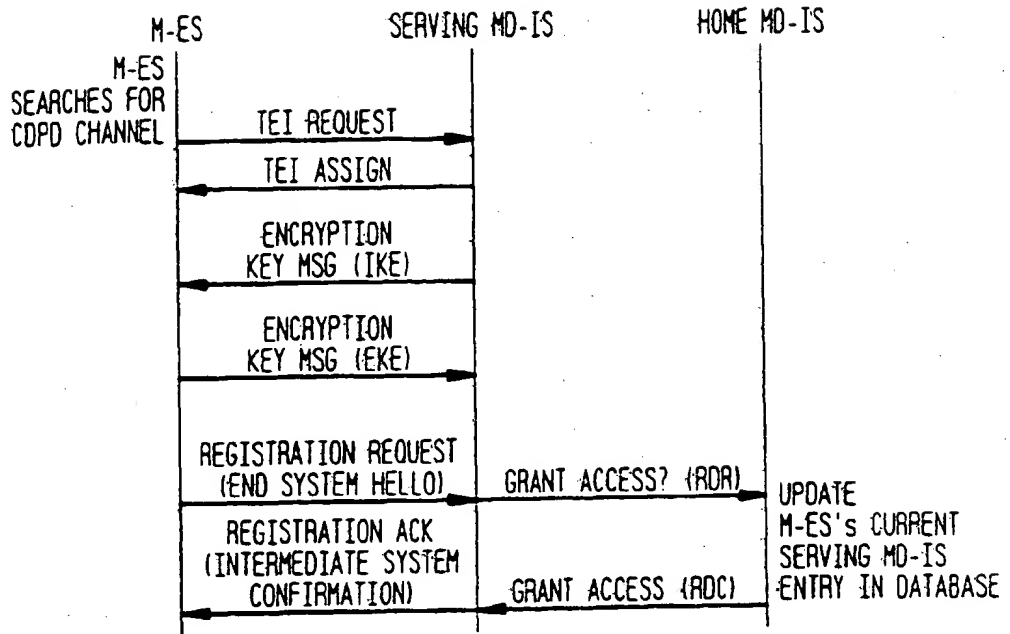 M-ES
SERVING MD-IS
HOME MD-IS
M-ES
SEARCHES FOR
CDPD CHANNEL
TEI REQUEST
TEI ASSIGN
ENCRYPTION
KEY MSG (IKE)
ENCRYPTION
KEY MSG (EKE)
REGISTRATION REQUEST
(END SYSTEM HELLO)
GRANT ACCESS? (RDR)
UPDATE
M-ES's CURRENT
SERVING MD-IS
ENTRY IN DATABASE
REGISTRATION ACK
(INTERMEDIATE SYSTEM
CONFIRMATION)
GRANT ACCESS (RDC)